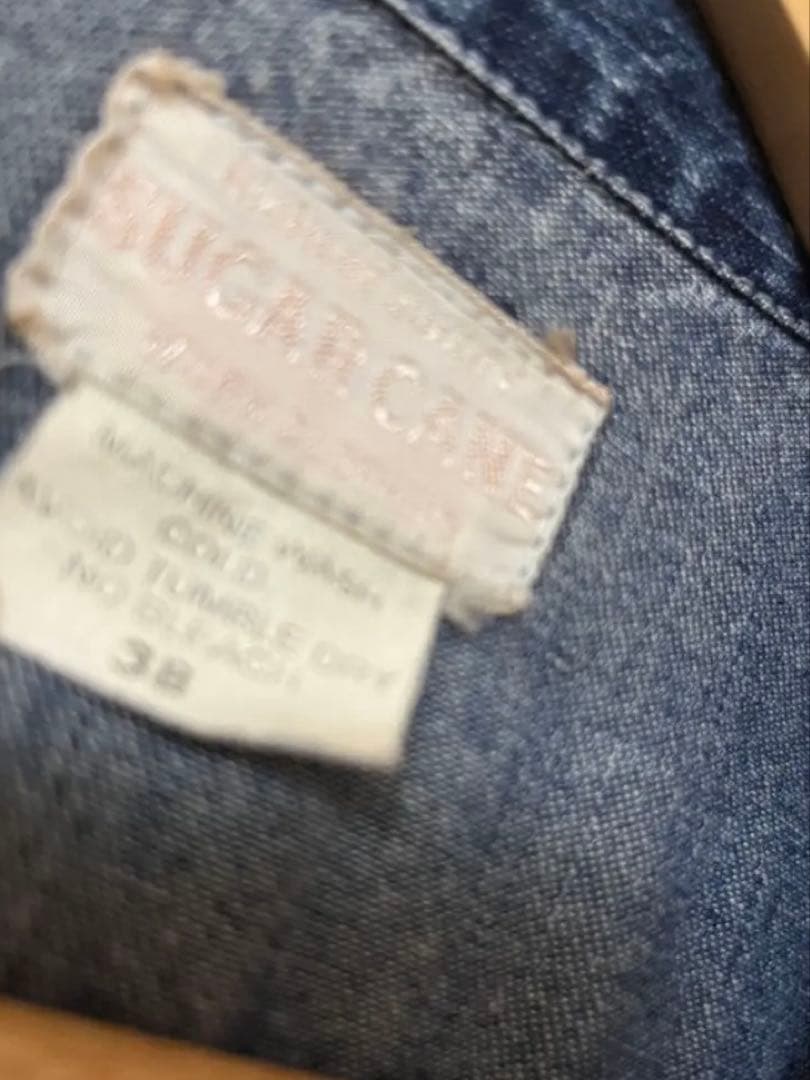 SUGAR CANE
MACHINE WASH
COLD
AVOID TUMBLE DRY
NO BLEACH
38